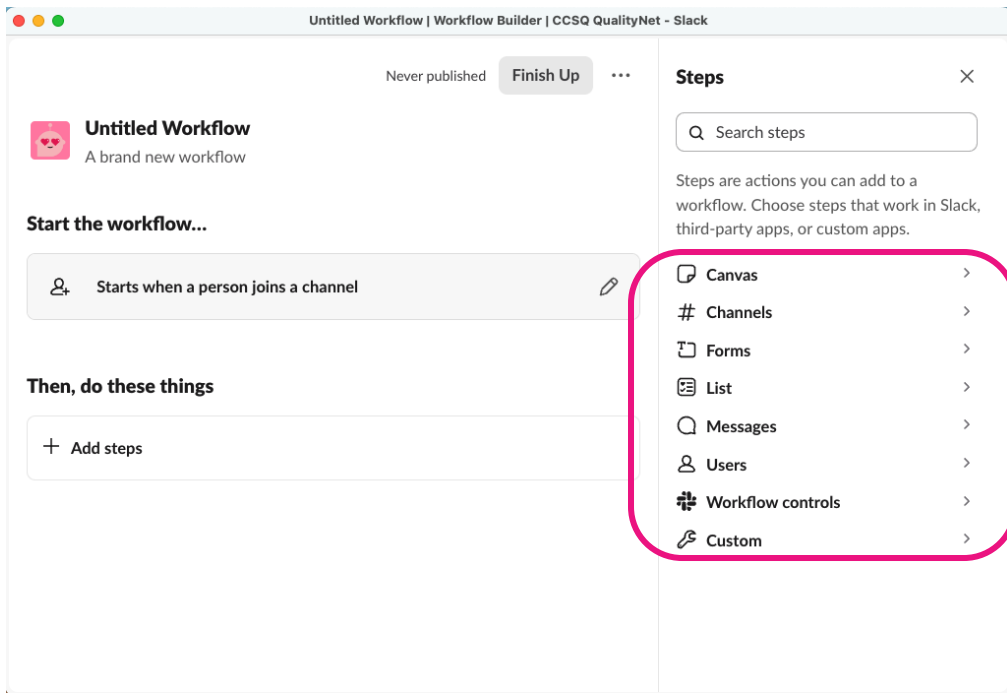 Untitled Workflow | Workflow Builder | CCSQ QualityNet - Slack
Never published
Finish Up
Untitled Workflow
A brand new workflow
Start the workflow...
Starts when a person joins a channel
Then, do these things
Add steps
Steps
Search steps
Steps are actions you can add to a
workflow. Choose steps that work in Slack,
third-party apps, or custom apps.
Canvas
Channels
Forms
List
Messages
Users
Workflow controls
Custom